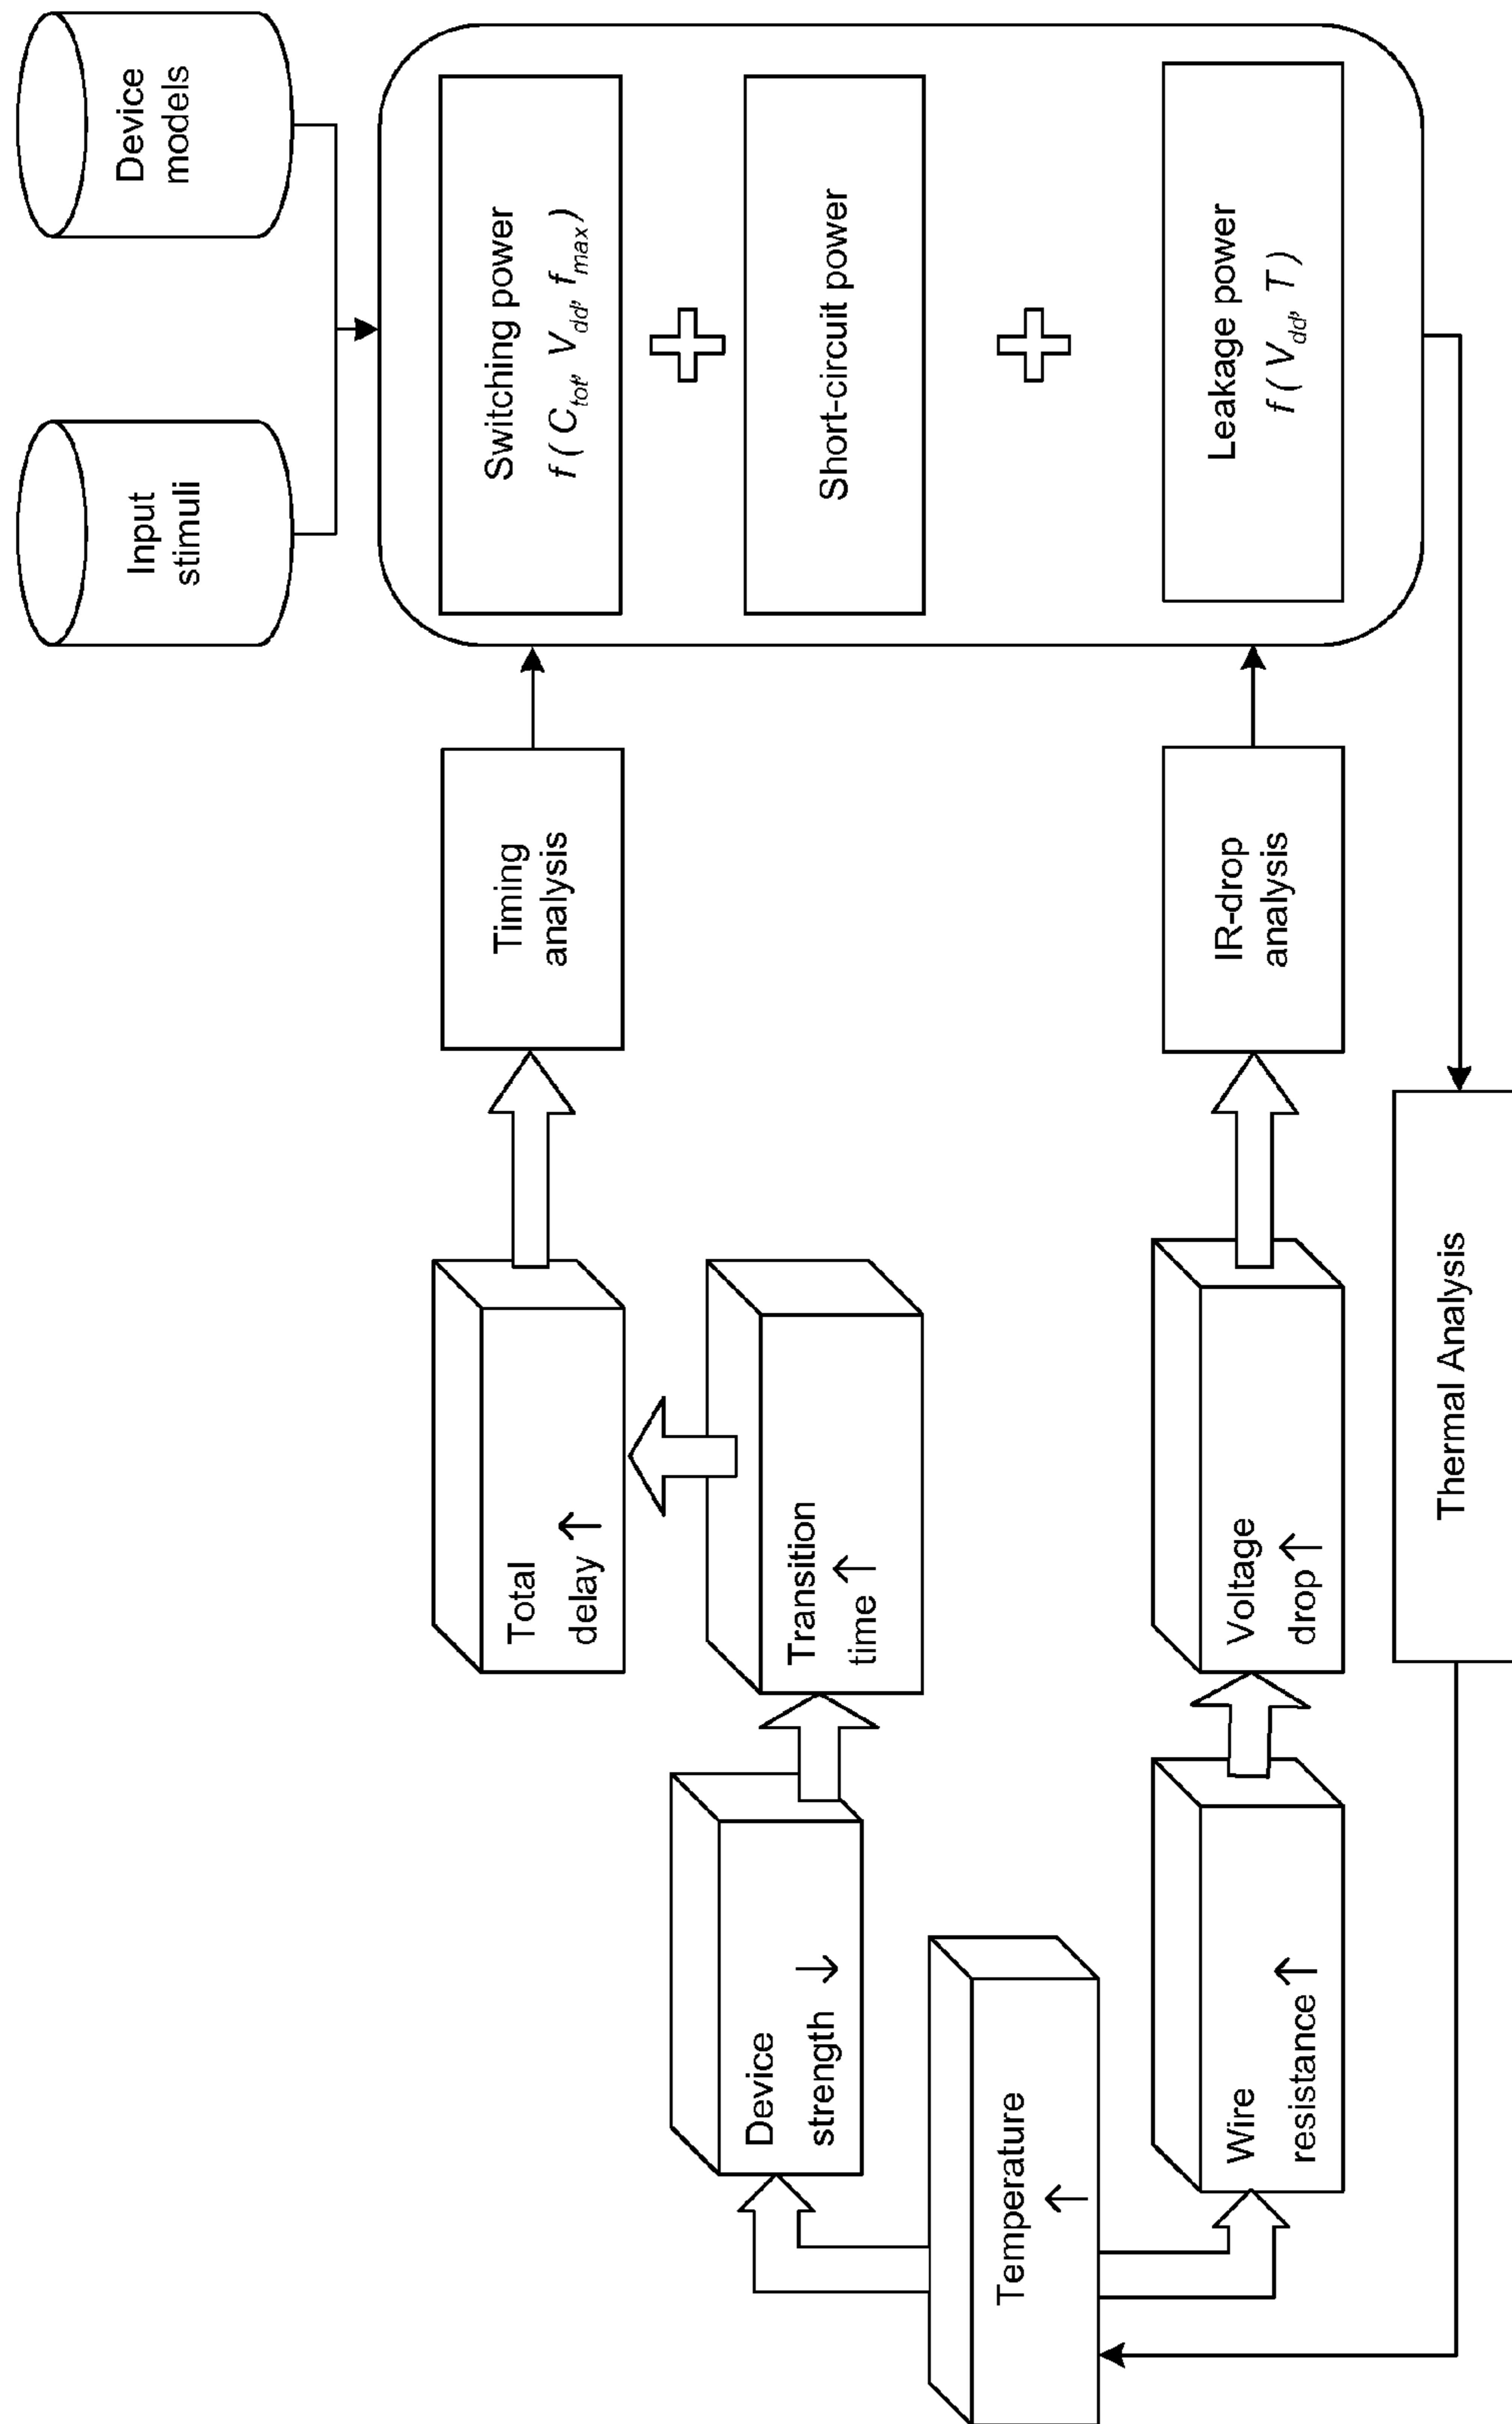 Input
stimuli
Device
models
Total
delay ↑
Timing
analysis
Switching power
f ( C_tot, V_dd, f_max )
Device
strength ↓
Transition
time ↑
Short-circuit power
Temperature
↑
Wire
resistance ↑
Voltage
drop ↑
IR-drop
analysis
Leakage power
f ( V_dd, T )
Thermal Analysis